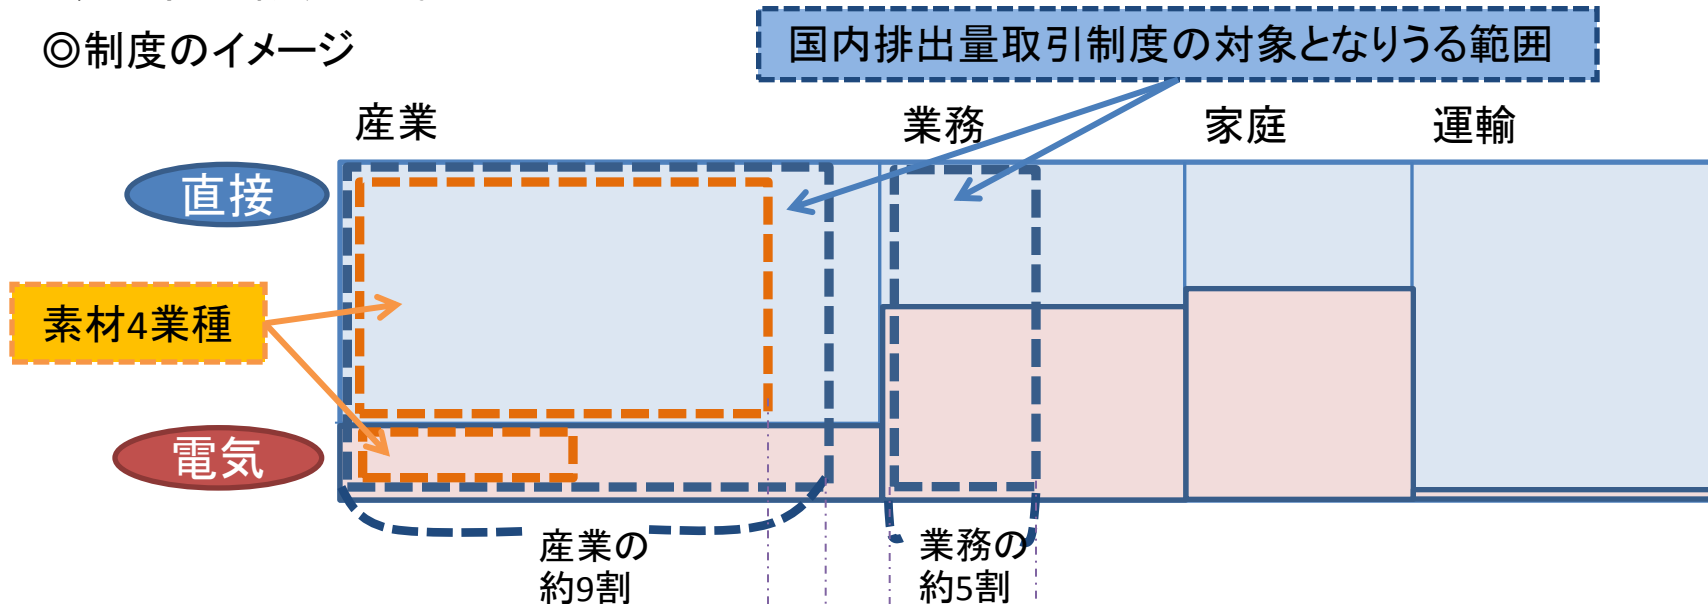 ◎制度のイメージ
国内排出量取引制度の対象となりうる範囲
産業
業務
家庭
運輸
直接
素材4業種
電気
産業の
約9割
業務の
約5割